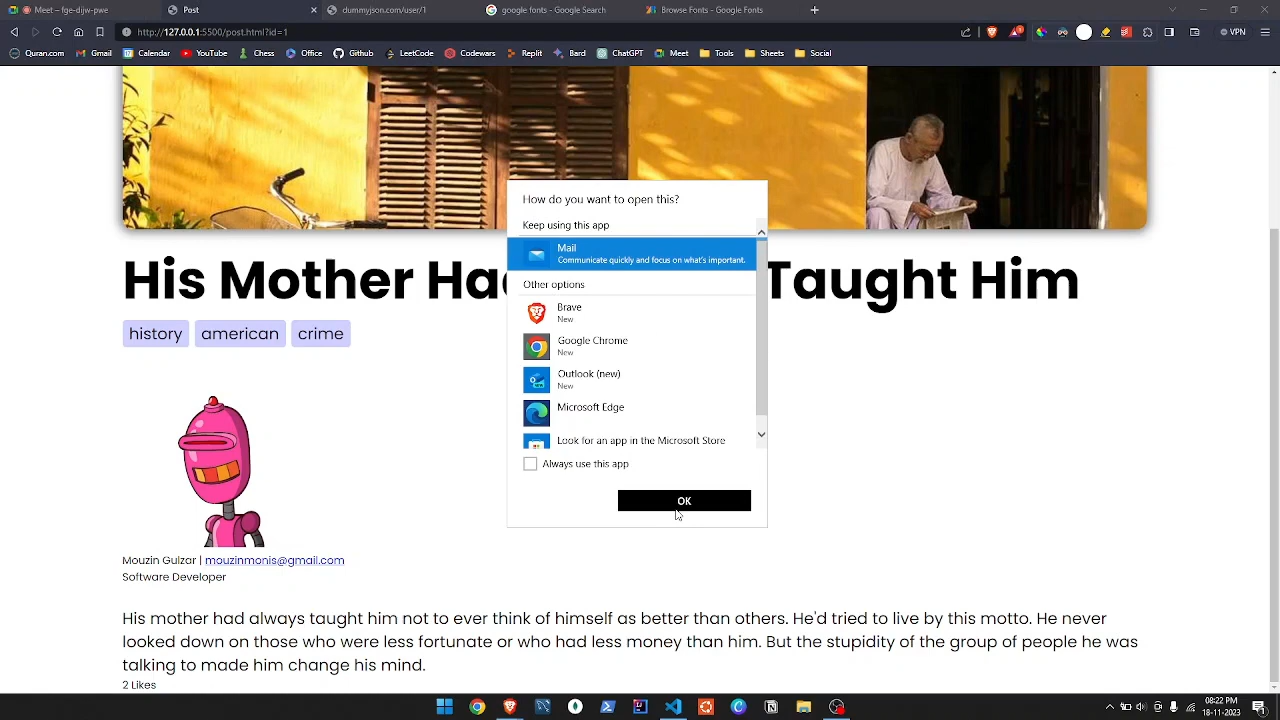 Meet – fge-dijw-pwe
Post
dummyjson.com/user/1
google fonts - Google Search
Browse Fonts - Google Fonts
http://127.0.0.1:5500/post.html?id=1
VPN
Quran.com
Gmail
Calendar
YouTube
Chess
Office
Github
LeetCode
Codewars
Replit
Bard
ChatGPT
Meet
Tools
Sheets
Social
How do you want to open this?
Keep using this app
Mail
Communicate quickly and focus on what's important.
Other options
Brave
New
Google Chrome
New
Outlook (new)
New
Microsoft Edge
Look for an app in the Microsoft Store
Always use this app
OK
His Mother Ha
Taught Him
history
american
crime
Mouzin Gulzar | mouzinmonis@gmail.com
Software Developer
His mother had always taught him not to ever think of himself as better than others. He'd tried to live by this motto. He never
looked down on those who were less fortunate or who had less money than him. But the stupidity of the group of people he was
talking to made him change his mind.
2 Likes
08:22 PM
18-11-2023